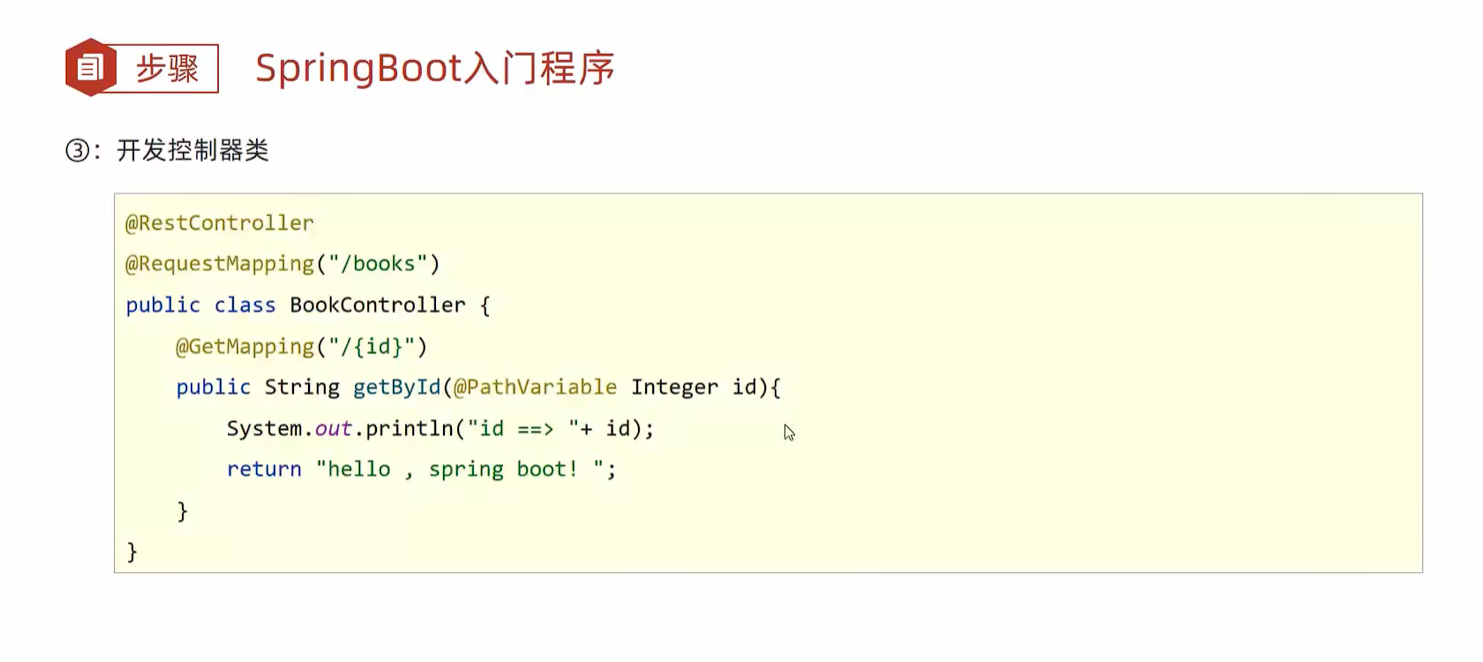 步骤 SpringBoot入门程序
③：开发控制器类
@RestController
@RequestMapping("/books")
public class BookController {
    @GetMapping("/{id}")
    public String getById(@PathVariable Integer id){
        System.out.println("id ==> "+ id);
        return "hello , spring boot! ";
    }
}